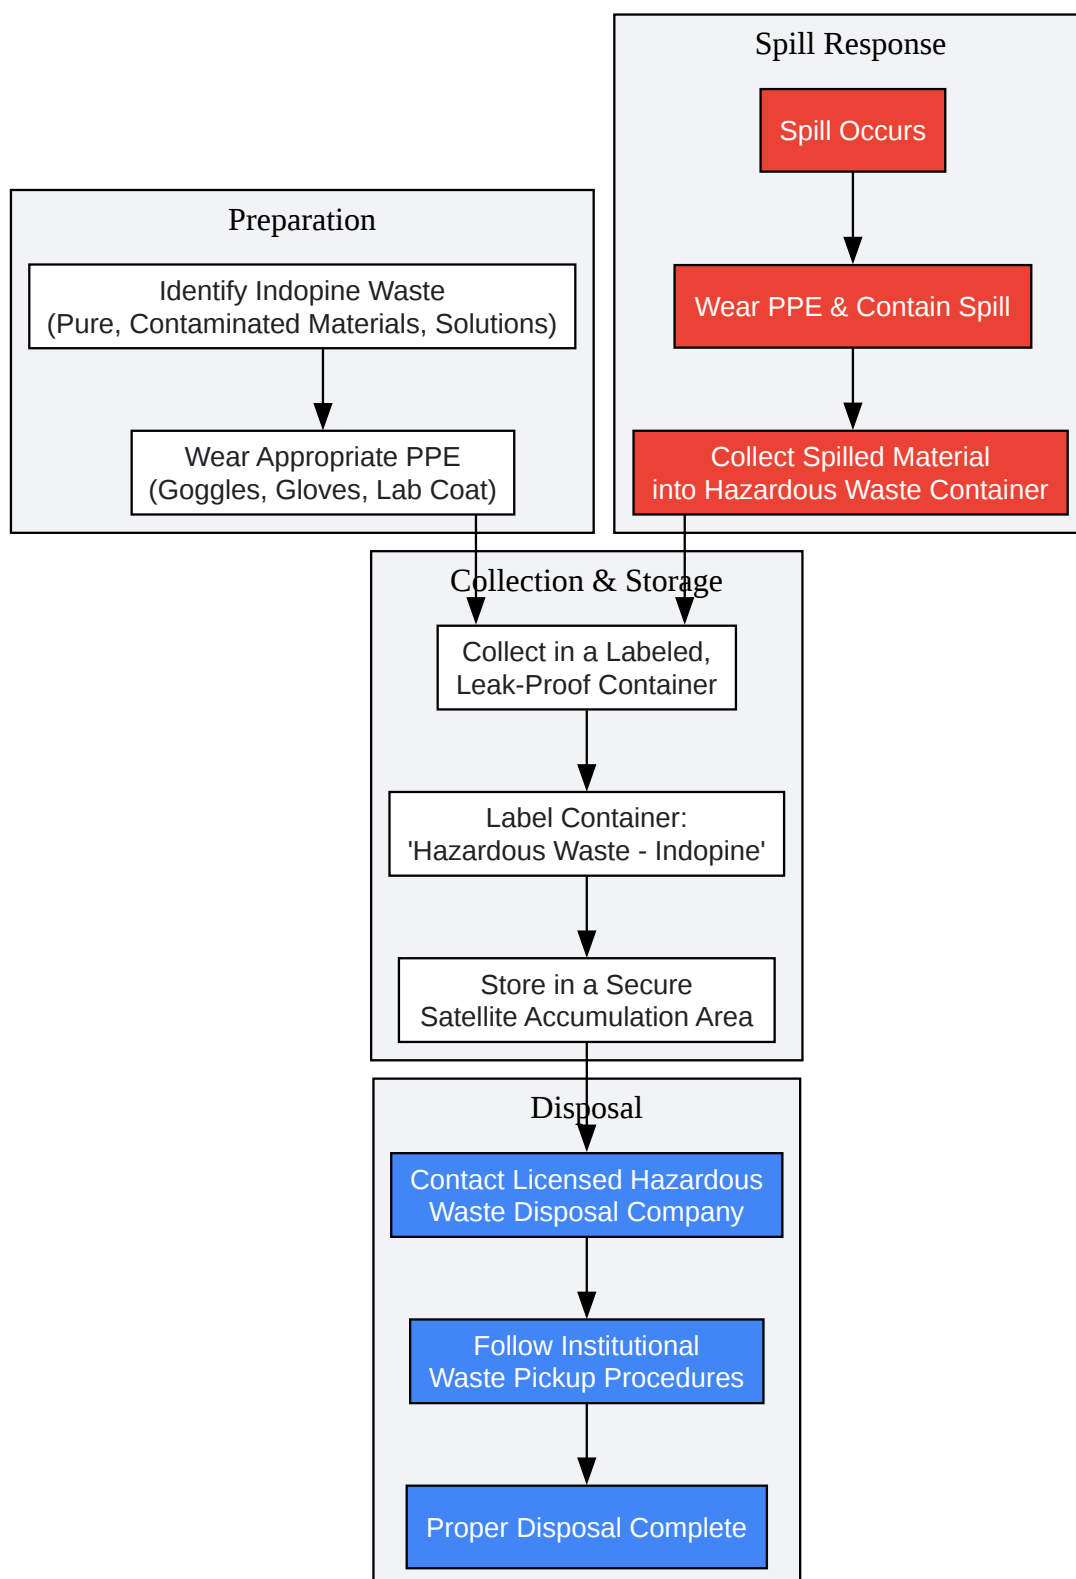 Spill Response
Spill Occurs
Wear PPE & Contain Spill
Collect Spilled Material
into Hazardous Waste Container
Preparation
Identify Indopine Waste
(Pure, Contaminated Materials, Solutions)
Wear Appropriate PPE
(Goggles, Gloves, Lab Coat)
Collection & Storage
Collect in a Labeled,
Leak-Proof Container
Label Container:
'Hazardous Waste - Indopine'
Store in a Secure
Satellite Accumulation Area
Disposal
Contact Licensed Hazardous
Waste Disposal Company
Follow Institutional
Waste Pickup Procedures
Proper Disposal Complete